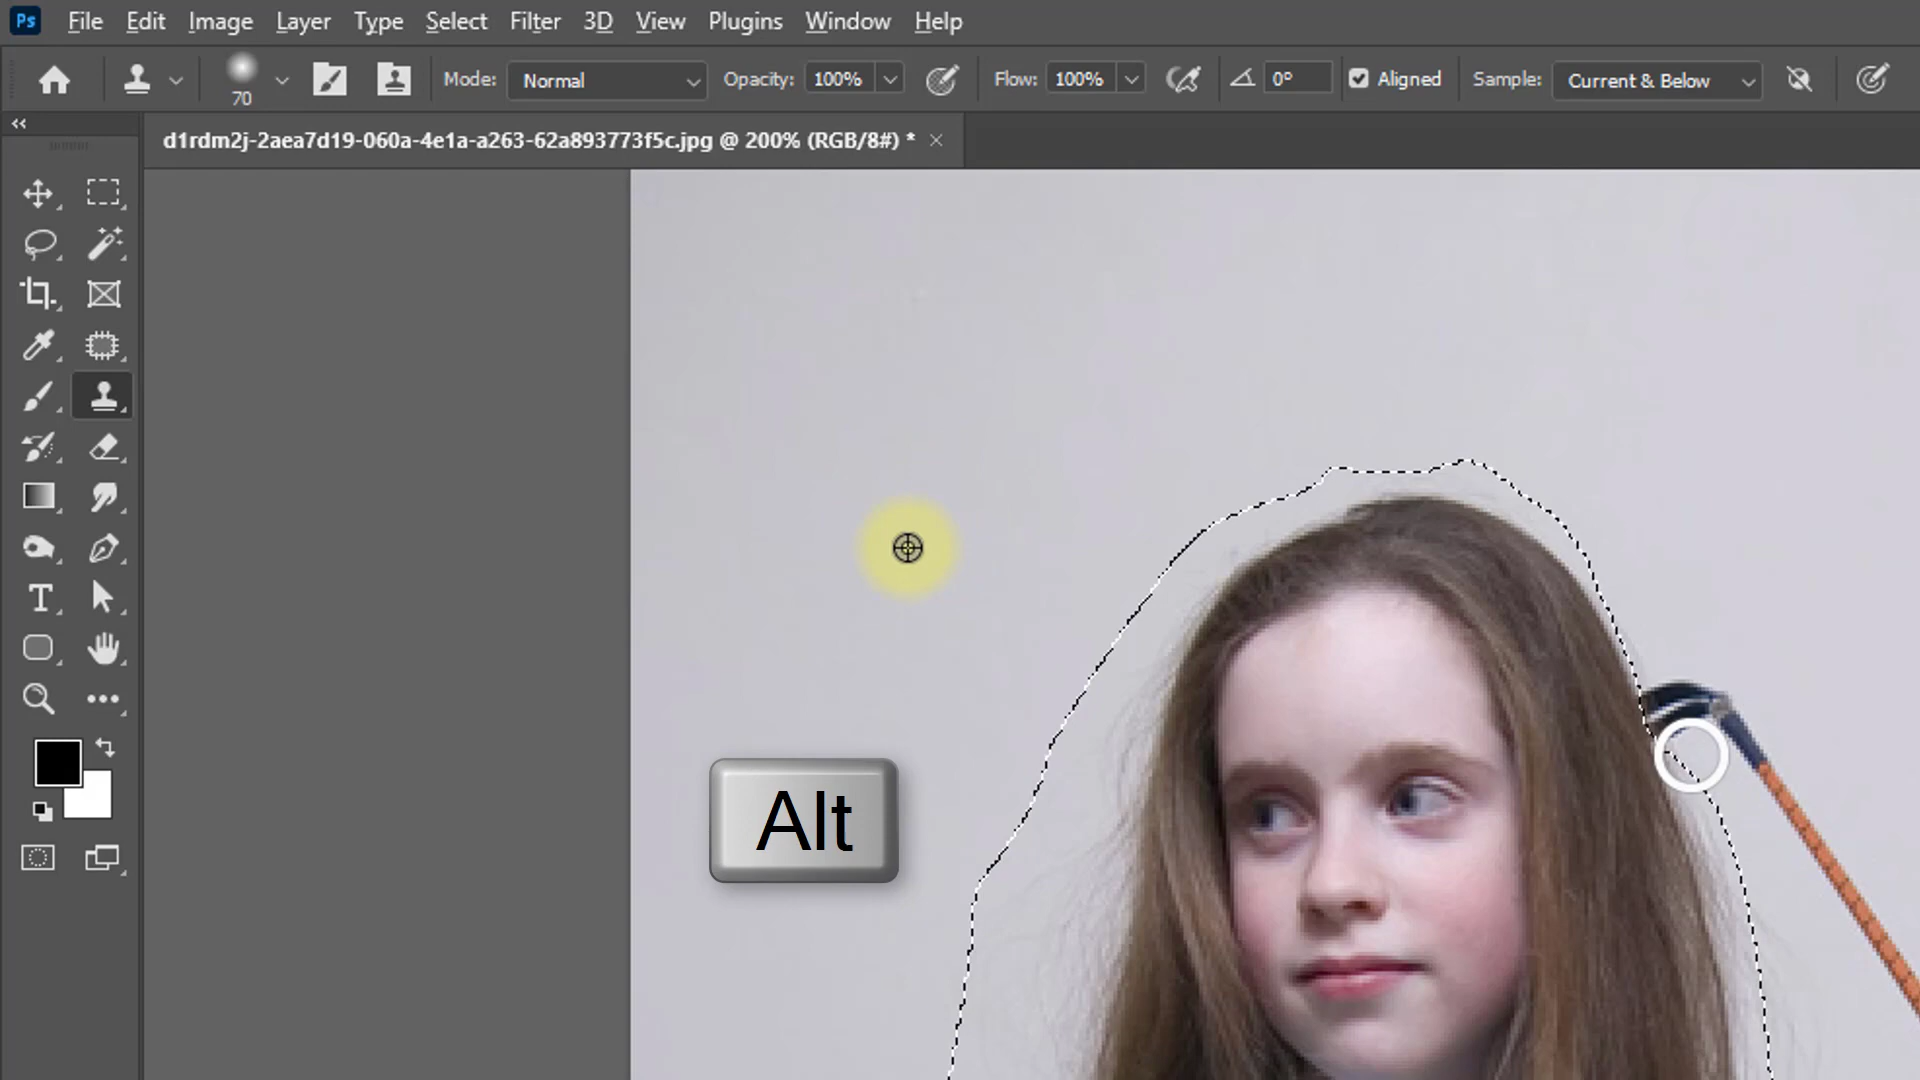 Ps File Edit Image Layer Type Select Filter 3D View Plugins Window Help
70 Mode: Normal Opacity: 100% Flow: 100% 0° Aligned Sample: Current & Below
d1rdm2j-2aea7d19-060a-4e1a-a263-62a893773f5c.jpg @ 200% (RGB/8#) * ×
T
Alt